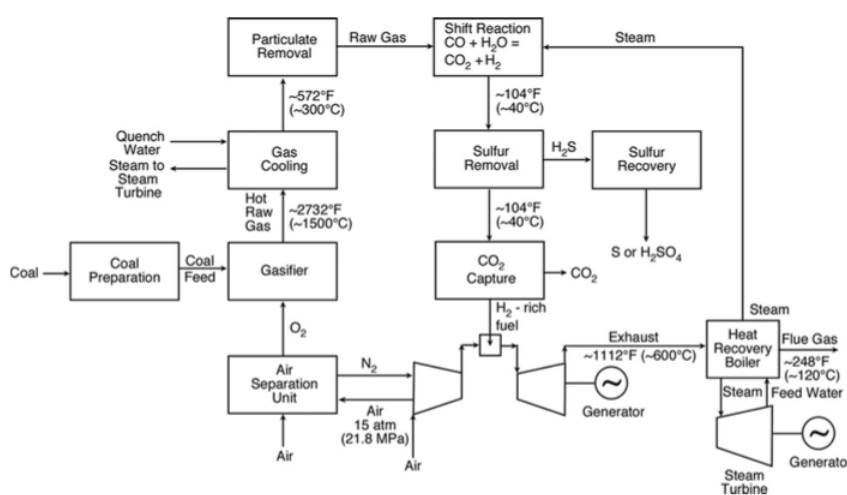 Particulate
Removal
Raw Gas
Shift Reaction
CO + H₂O =
CO₂ +H₂
Steam
~572°F
(~300°C)
~104°F
(~40°C)
Quench
Water
Steam to
Steam
Turbine
Gas
Cooling
Sulfur
Removal
H₂S
Sulfur
Recovery
Hot
Raw
Gas
~2732°F
(~1500°C)
~104°F
(~40°C)
S or H₂SO₄
Coal
Coal
Preparation
Coal
Feed
Gasifier
CO₂
Capture
CO₂
H₂ - rich
fuel
Steam
O₂
Exhaust
~1112°F (~600°C)
Heat
Recovery
Boiler
Flue Gas
~248°F
(~120°C)
Air
Separation
Unit
N₂
Air
15 atm
(21.8 MPa)
Generator
Steam
Feed Water
Air
Air
Generato
Steam
Turbine